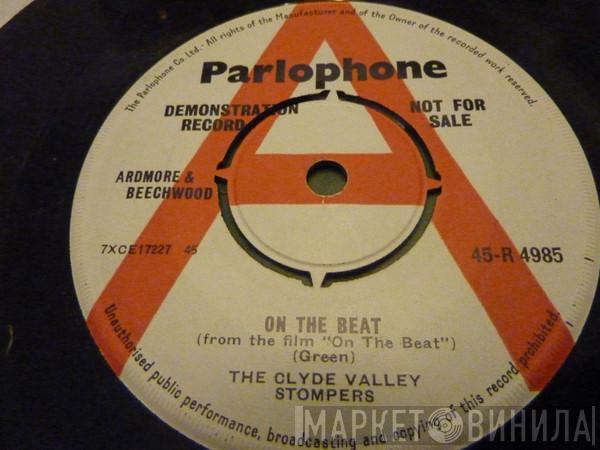 The Parlophone Co. Ltd.- All rights of the Manufacturer and of the Owner of the recorded work reserved.
Parlophone
DEMONSTRATION
RECORD
NOT FOR
SALE
ARDMORE &
BEECHWOOD
7XCE17227 45
45-R 4985
ON THE BEAT
(from the film "On The Beat")
(Green)
THE CLYDE VALLEY
STOMPERS
Unauthorised public performance, broadcasting and copying of this record prohibited.
МАРКЕТ ВИНИЛА